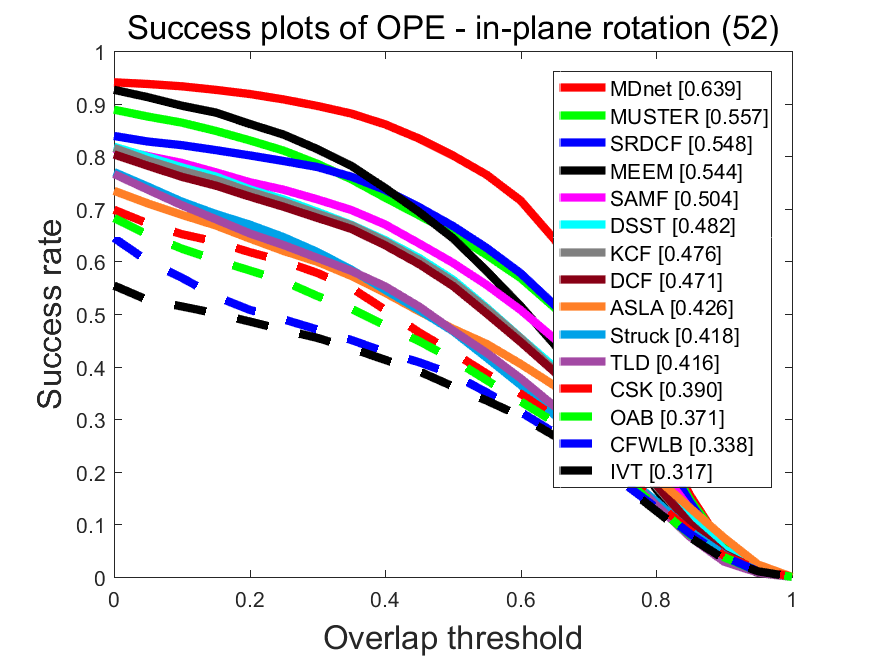 Success plots of OPE - in-plane rotation (52)
1
0.9
0.8
0.7
0.6
0.5
0.4
0.3
0.2
0.1
0
Success rate
MDnet [0.639]
MUSTER [0.557]
SRDCF [0.548]
MEEM [0.544]
SAMF [0.504]
DSST [0.482]
KCF [0.476]
DCF [0.471]
ASLA [0.426]
Struck [0.418]
TLD [0.416]
CSK [0.390]
OAB [0.371]
CFWLB [0.338]
IVT [0.317]
0 0.2 0.4 0.6 0.8 1
Overlap threshold